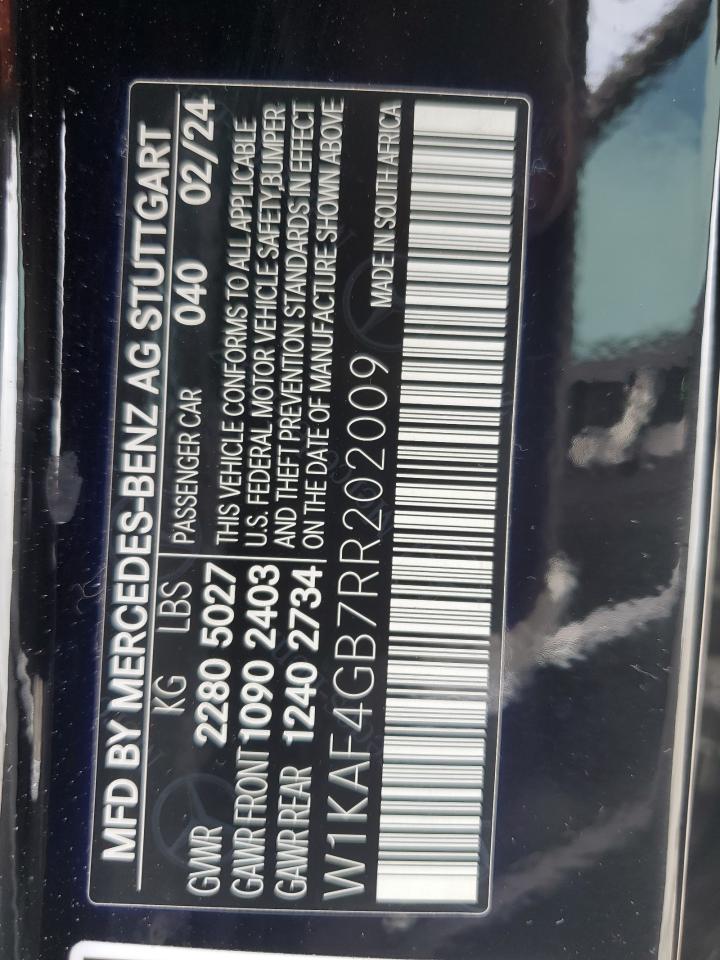 MFD BY MERCEDES-BENZ AG STUTTGART
KG LBS PASSENGER CAR 040 02/24
GVWR 2280 5027 THIS VEHICLE CONFORMS TO ALL APPLICABLE
GAWR FRONT 1090 2403 U.S. FEDERAL MOTOR VEHICLE SAFETY, BUMPER,
GAWR REAR 1240 2734 AND THEFT PREVENTION STANDARDS IN EFFECT
ON THE DATE OF MANUFACTURE SHOWN ABOVE
W1KAF4GB7RR202009 MADE IN SOUTH AFRICA